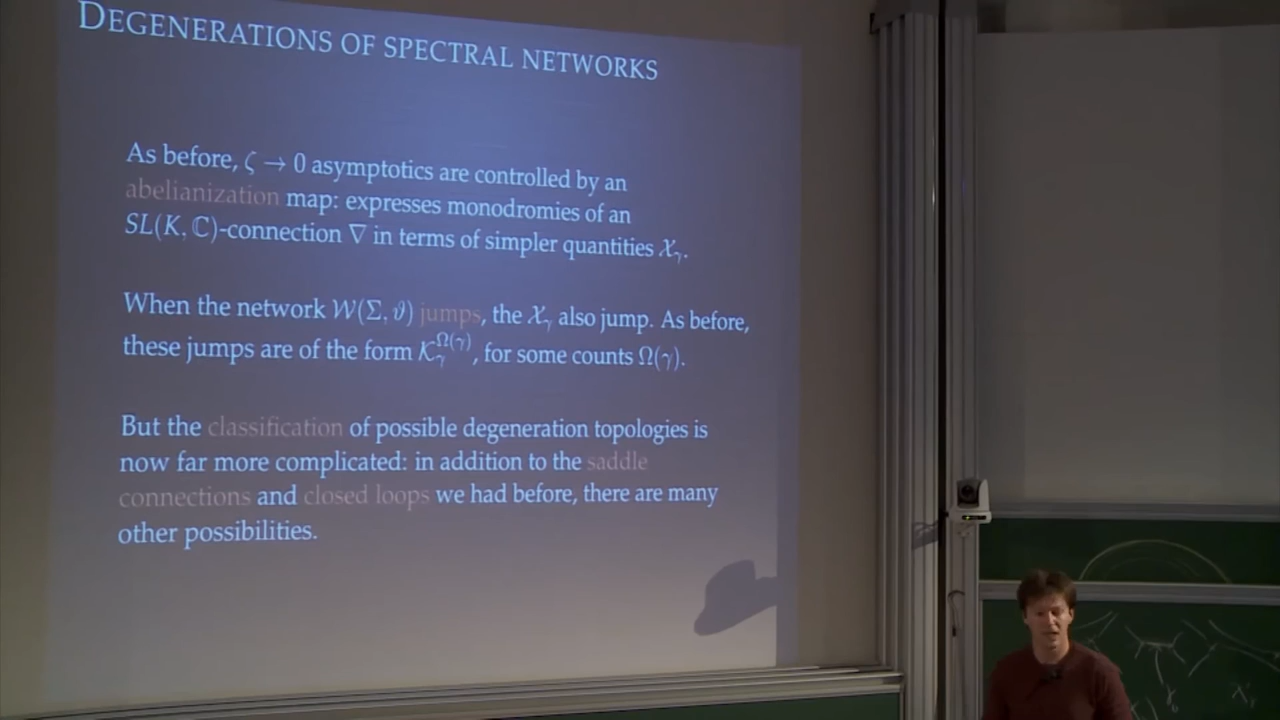 DEGENERATIONS OF SPECTRAL NETWORKS
As before, ζ → 0 asymptotics are controlled by an
abelianization map: expresses monodromies of an
SL(K, ℂ)-connection ∇ in terms of simpler quantities 𝒳_γ.
When the network 𝒲(Σ, ϑ) jumps, the 𝒳_γ also jump. As before,
these jumps are of the form 𝒦_γ^Ω(γ), for some counts Ω(γ).
But the classification of possible degeneration topologies is
now far more complicated: in addition to the saddle
connections and closed loops we had before, there are many
other possibilities.